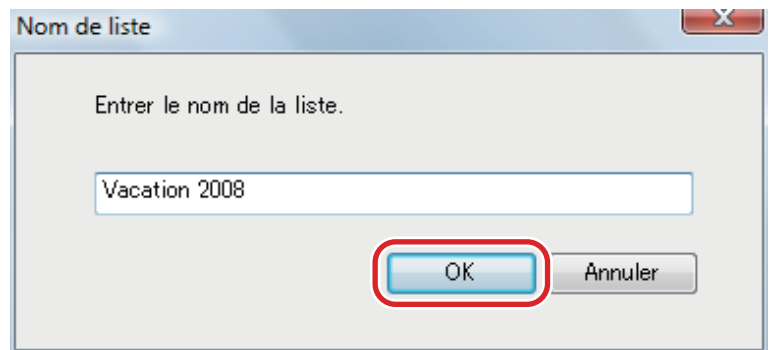 Nom de liste
Entrer le nom de la liste.
Vacation 2008
OK Annuler